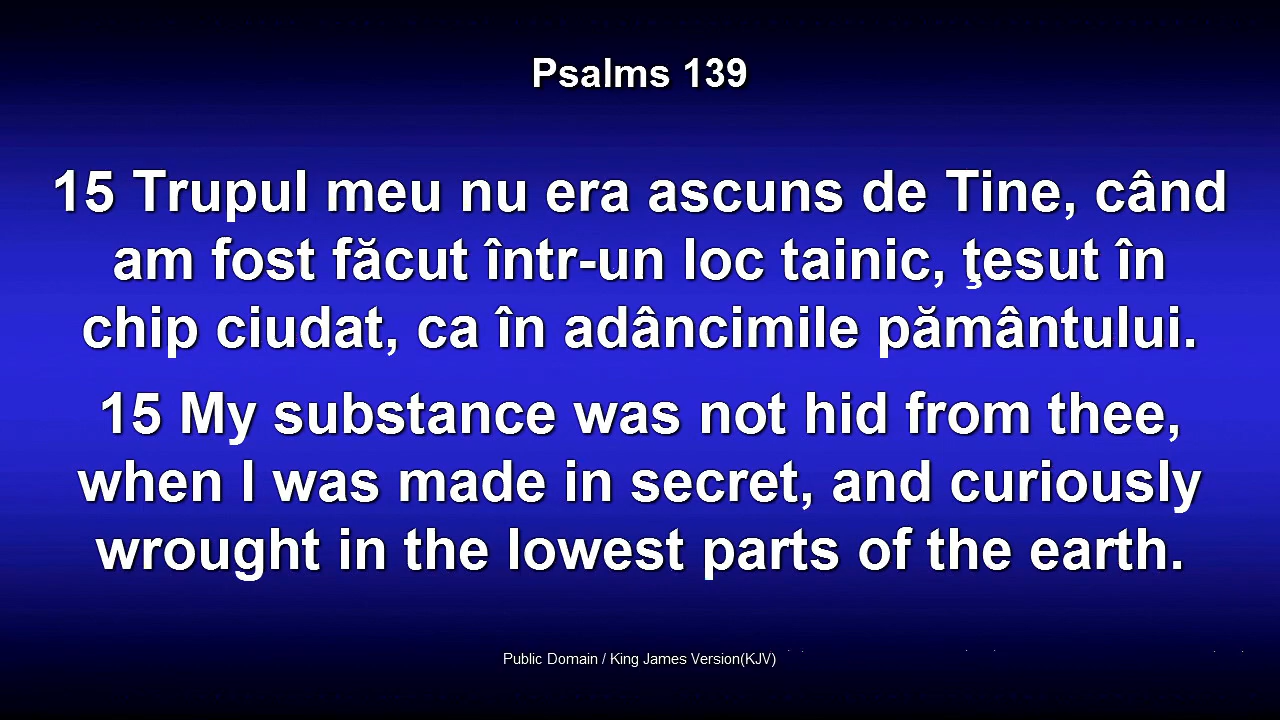 Psalms 139
15 Trupul meu nu era ascuns de Tine, când
am fost făcut într-un loc tainic, ţesut în
chip ciudat, ca în adâncimile pământului.
15 My substance was not hid from thee,
when I was made in secret, and curiously
wrought in the lowest parts of the earth.
Public Domain / King James Version(KJV)